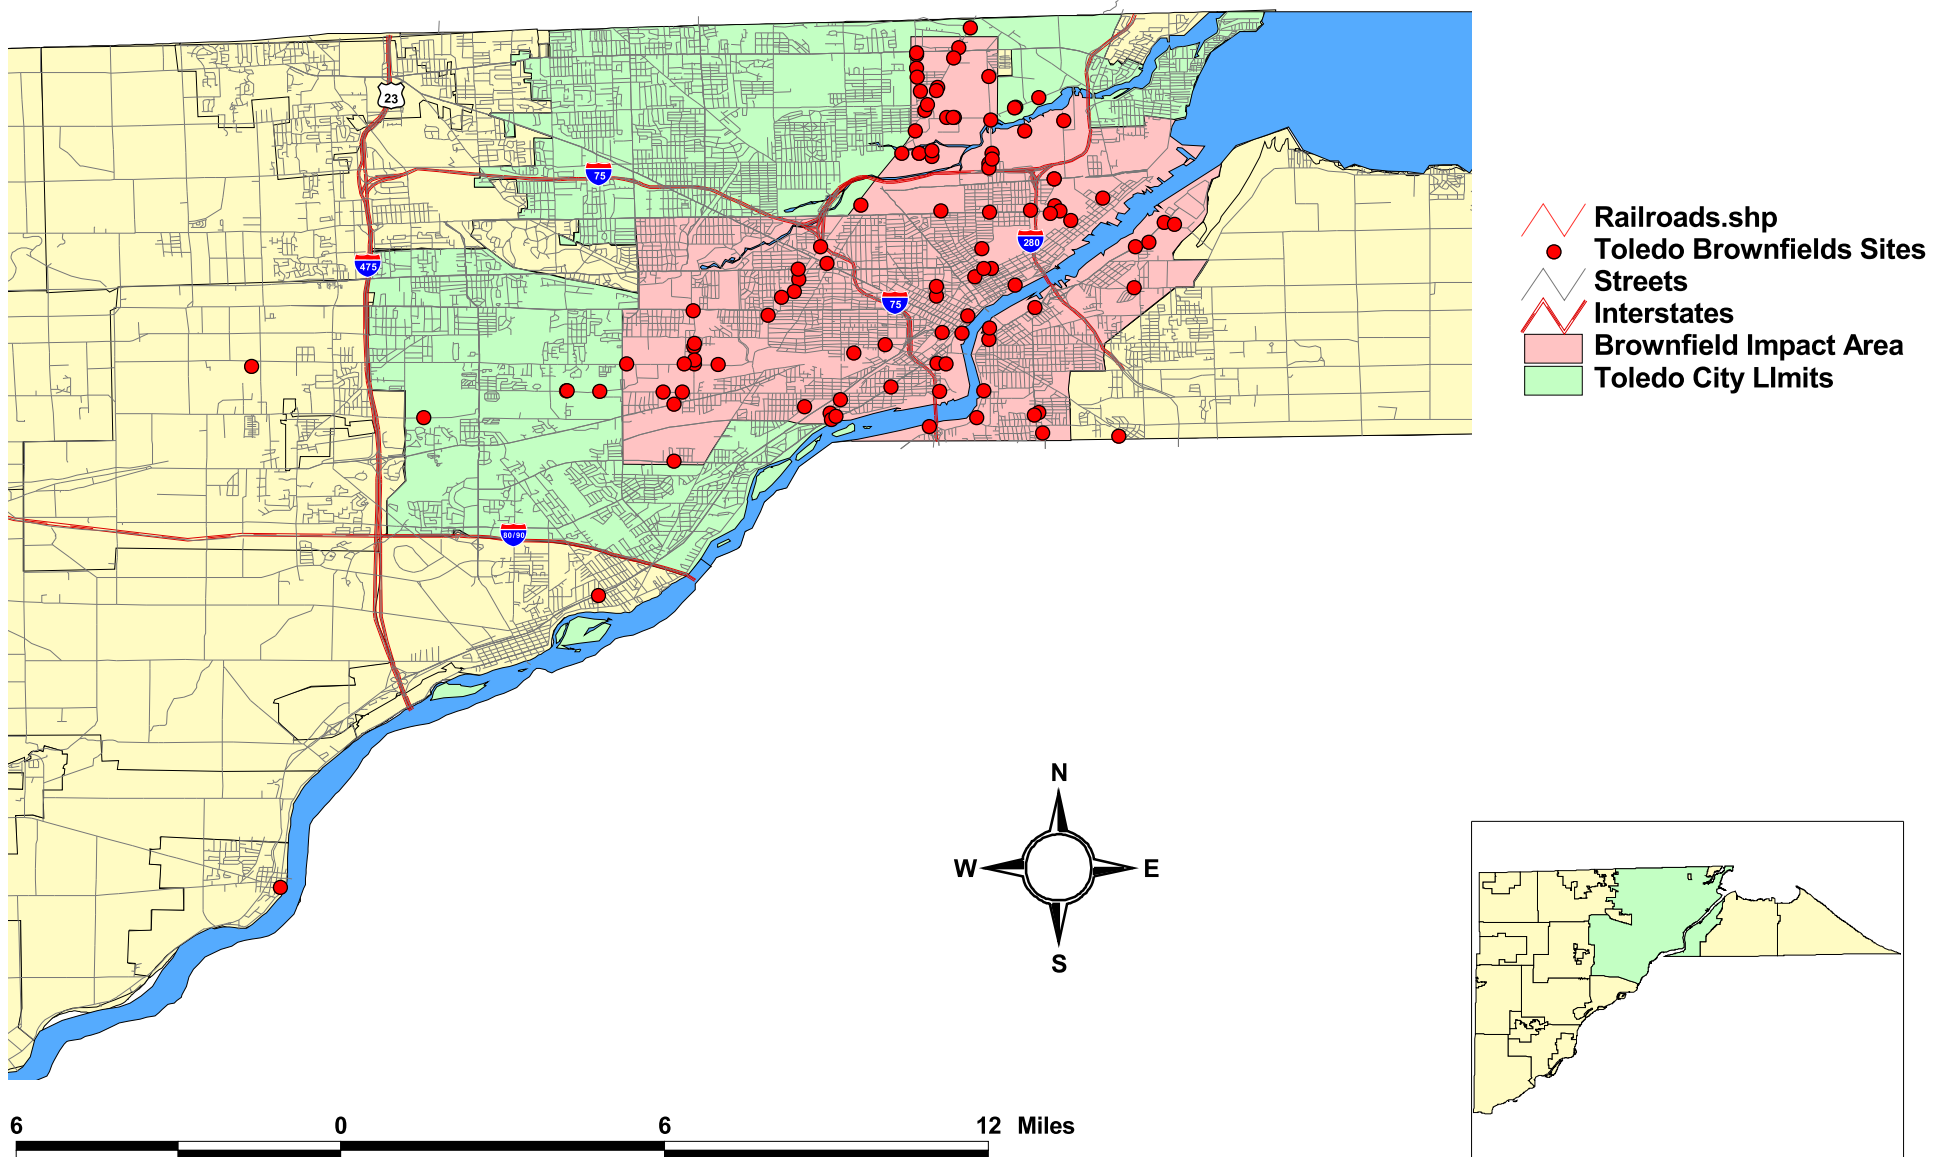 23
75
475
280
75
80/90
Railroads.shp
Toledo Brownfields Sites
Streets
Interstates
Brownfield Impact Area
Toledo City LImits
N
W
E
S
6 0 6 12 Miles